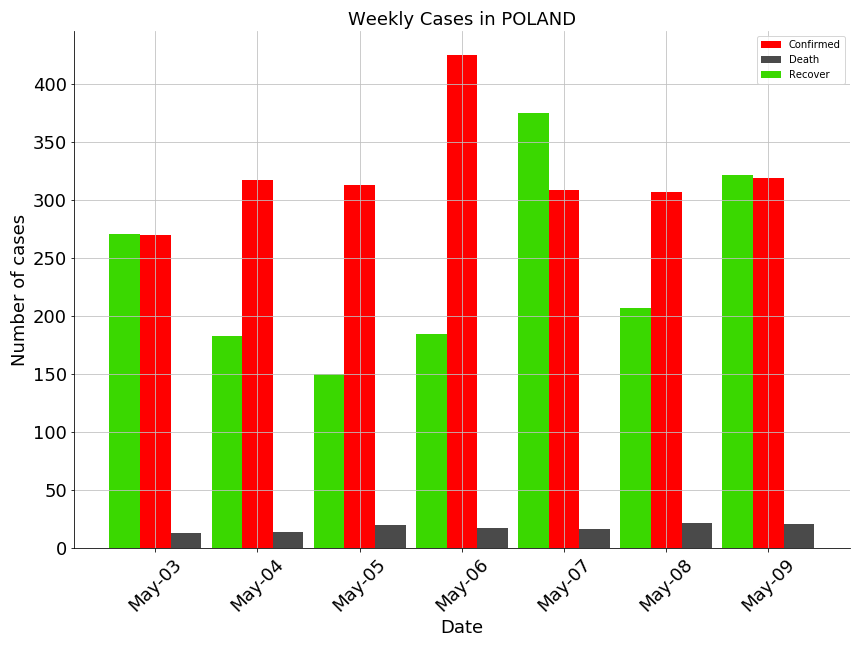 Weekly Cases in POLAND
Confirmed
Death
Recover
Number of cases
400
350
300
250
200
150
100
50
0
May-03
May-04
May-05
May-06
May-07
May-08
May-09
Date